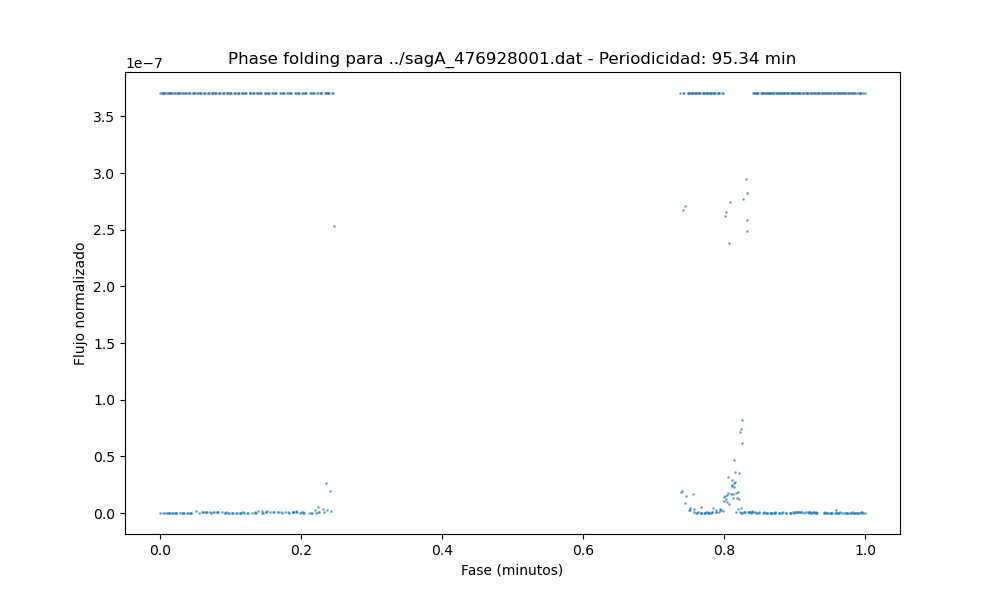 Phase folding para ../sagA_476928001.dat - Periodicidad: 95.34 min
1e−7
3.5
3.0
2.5
2.0
1.5
1.0
0.5
0.0
Flujo normalizado
0.0 0.2 0.4 0.6 0.8 1.0
Fase (minutos)